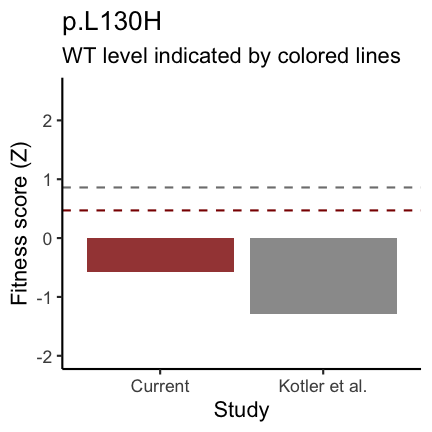 p.L130H
WT level indicated by colored lines
Fitness score (Z)
2
1
0
-1
-2
Current
Kotler et al.
Study